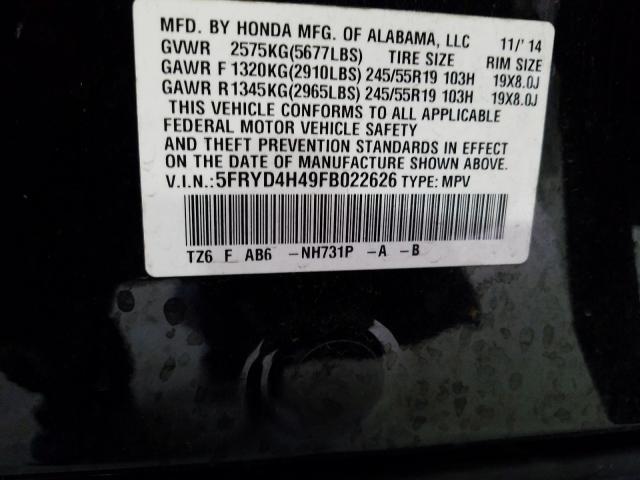 MFD. BY HONDA MFG. OF ALABAMA, LLC 11/'14
GVWR 2575KG(5677LBS) TIRE SIZE RIM SIZE
GAWR F 1320KG(2910LBS) 245/55R19 103H 19X8.0J
GAWR R 1345KG(2965LBS) 245/55R19 103H 19X8.0J
THIS VEHICLE CONFORMS TO ALL APPLICABLE
FEDERAL MOTOR VEHICLE SAFETY
AND THEFT PREVENTION STANDARDS IN EFFECT
ON THE DATE OF MANUFACTURE SHOWN ABOVE.
V.I.N.:5FRYD4H49FB022626 TYPE: MPV
TZ6 F AB6 -NH731P -A -B